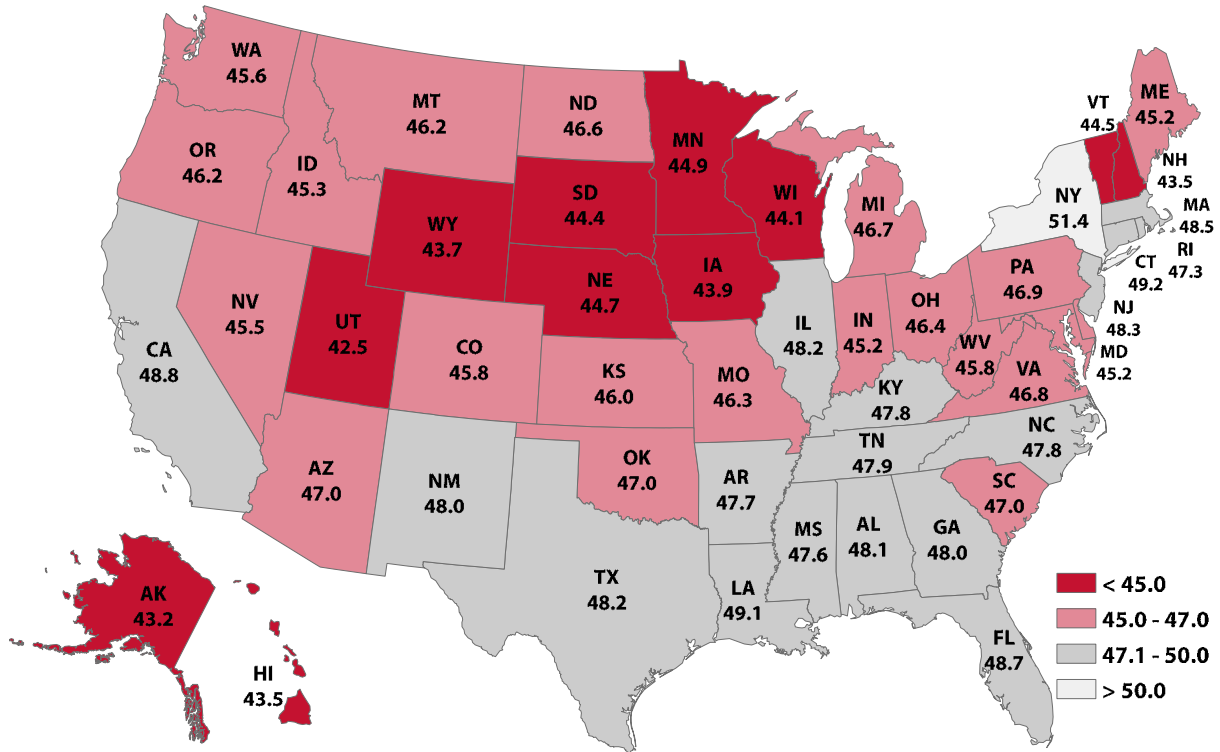 WA
45.6
MT
46.2
ND
46.6
MN
44.9
VT
44.5
ME
45.2
OR
46.2
ID
45.3
NH
43.5
SD
44.4
WI
44.1
MI
46.7
NY
51.4
MA
48.5
WY
43.7
RI
47.3
CT
49.2
IA
43.9
PA
46.9
NE
44.7
NV
45.5
UT
42.5
OH
46.4
NJ
48.3
IL
48.2
IN
45.2
CA
48.8
CO
45.8
WV
45.8
MD
45.2
KS
46.0
MO
46.3
VA
46.8
KY
47.8
NC
47.8
TN
47.9
AZ
47.0
NM
48.0
OK
47.0
AR
47.7
SC
47.0
MS
47.6
AL
48.1
GA
48.0
TX
48.2
LA
49.1
AK
43.2
HI
43.5
FL
48.7
< 45.0
45.0 - 47.0
47.1 - 50.0
> 50.0